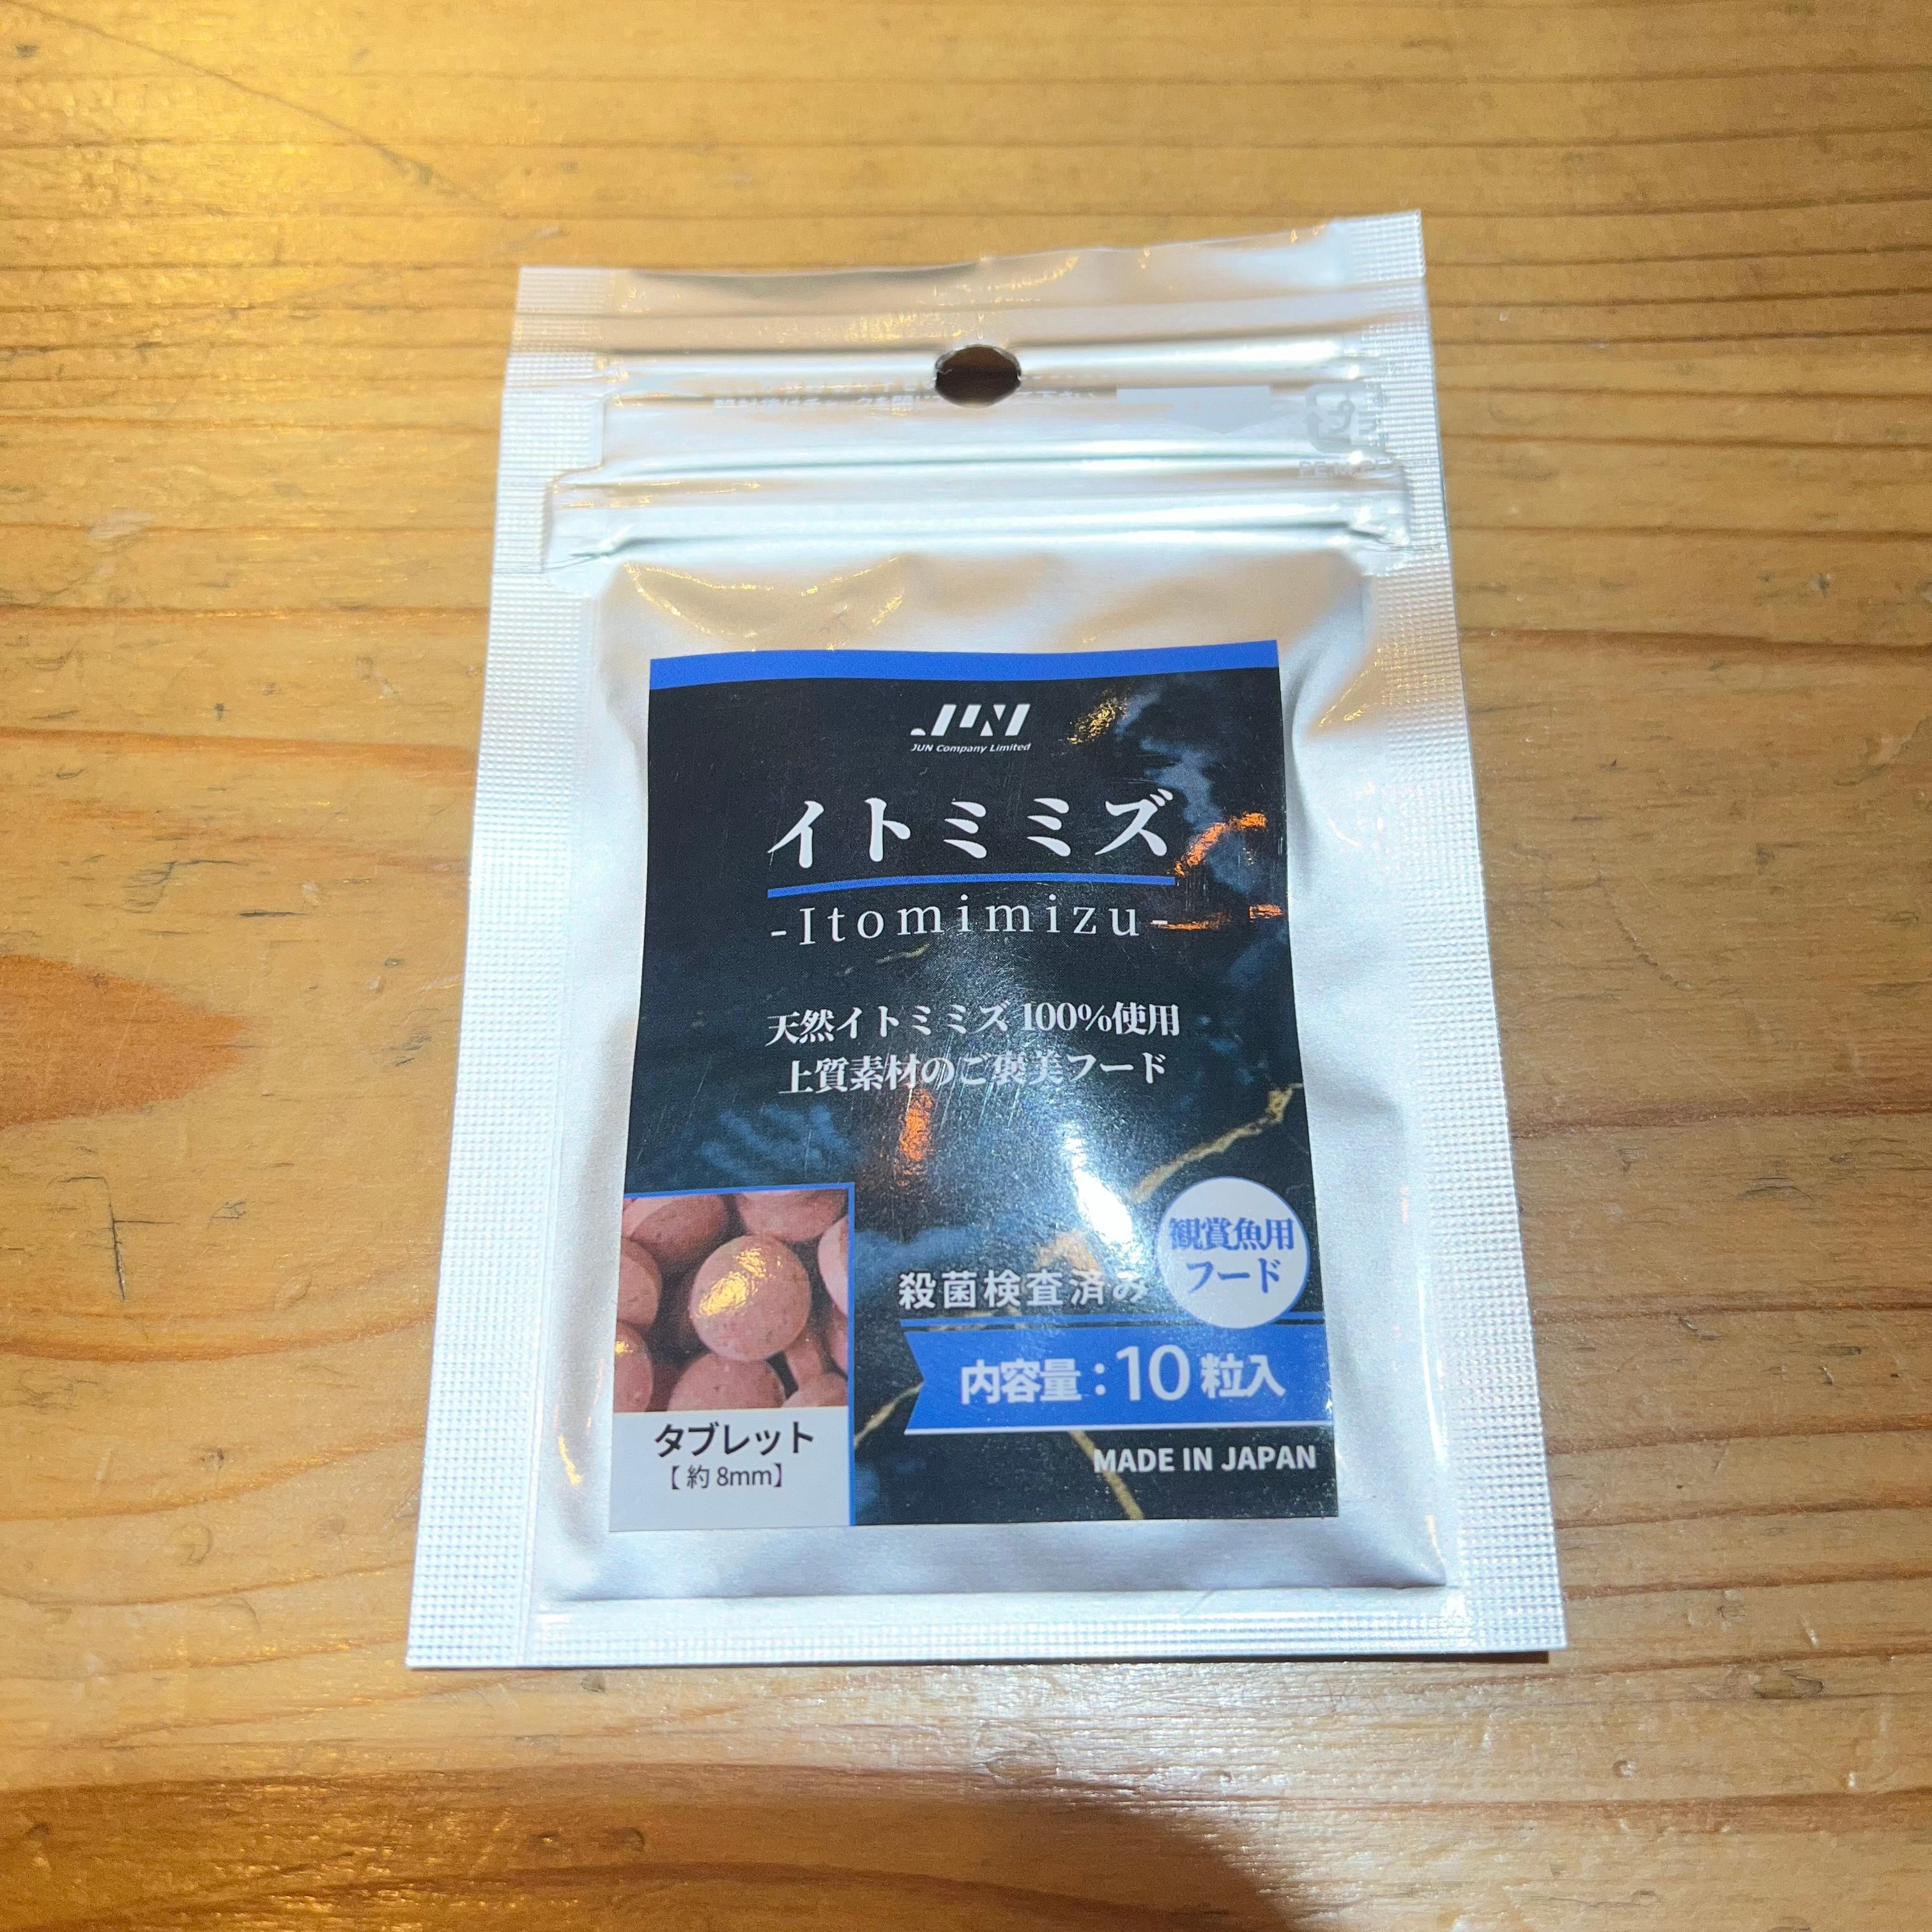 JUN
JUN Company Limited
イトミミズ
-Itomimizu-
天然イトミミズ 100%使用
上質素材のご褒美フード
観賞魚用
フード
殺菌検査済み
内容量:10粒入
タブレット
【約8mm】
MADE IN JAPAN